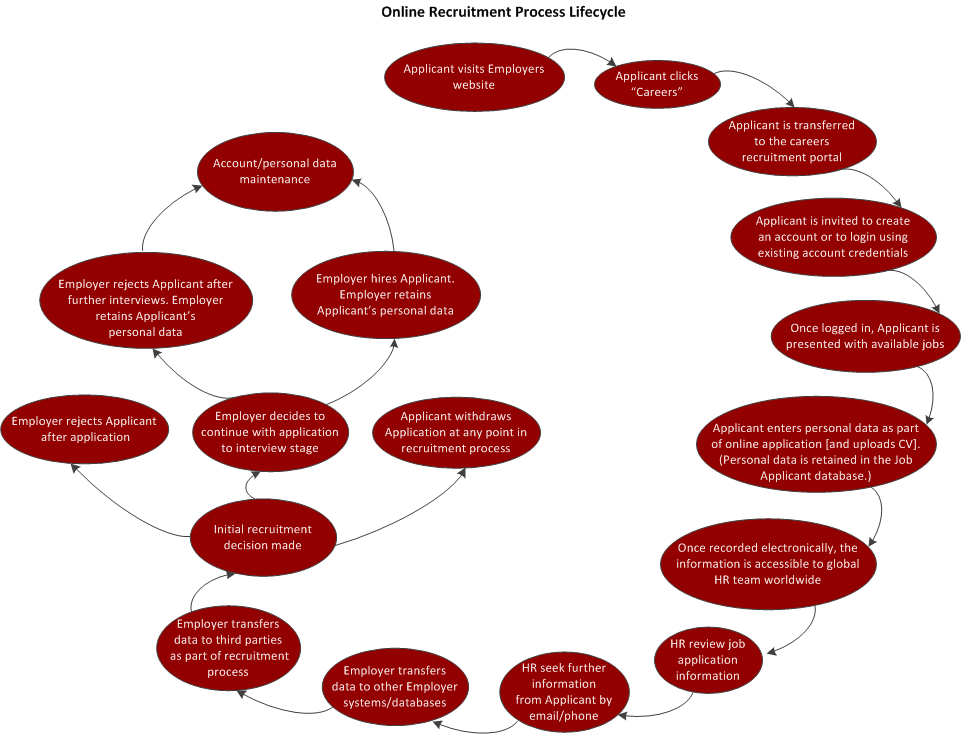 Online Recruitment Process Lifecycle
Applicant visits Employers
website
Applicant clicks
“Careers”
Applicant is transferred
to the careers
recruitment portal
Applicant is invited to create
an account or to login using
existing account credentials
Once logged in, Applicant is
presented with available jobs
Applicant enters personal data as part
of online application [and uploads CV].
(Personal data is retained in the Job
Applicant database.)
Once recorded electronically, the
information is accessible to global
HR team worldwide
HR review job
application
information
HR seek further
information
from Applicant by
email/phone
Employer transfers
data to other Employer
systems/databases
Employer transfers
data to third parties
as part of recruitment
process
Initial recruitment
decision made
Employer rejects Applicant
after application
Employer decides to
continue with application
to interview stage
Applicant withdraws
Application at any point in
recruitment process
Employer rejects Applicant after
further interviews. Employer
retains Applicant’s
personal data
Employer hires Applicant.
Employer retains
Applicant’s personal data
Account/personal data
maintenance